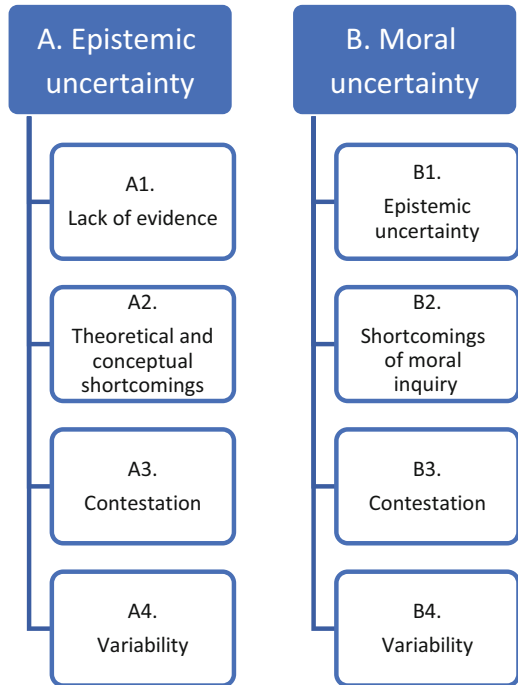 A. Epistemic
uncertainty
A1.
Lack of evidence
A2.
Theoretical and
conceptual
shortcomings
A3.
Contestation
A4.
Variability
B. Moral
uncertainty
B1.
Epistemic
uncertainty
B2.
Shortcomings
of moral
inquiry
B3.
Contestation
B4.
Variability